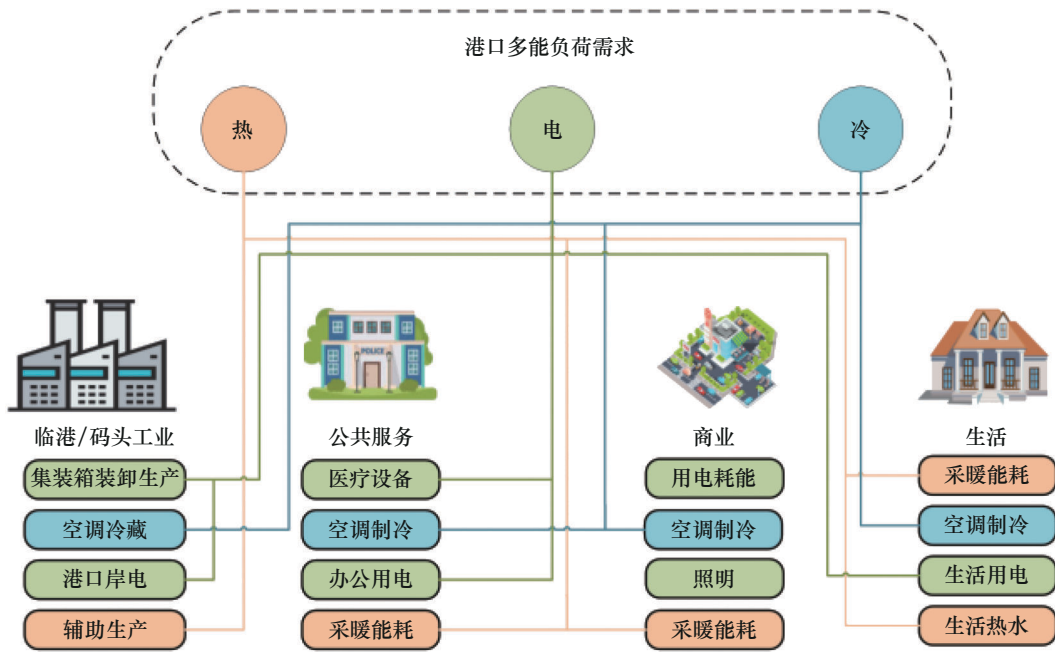 港口多能负荷需求
热
电
冷
POLICE
临港/码头工业
公共服务
商业
生活
集装箱装卸生产
医疗设备
用电耗能
采暖能耗
空调冷藏
空调制冷
空调制冷
空调制冷
港口岸电
办公用电
照明
生活用电
辅助生产
采暖能耗
采暖能耗
生活热水